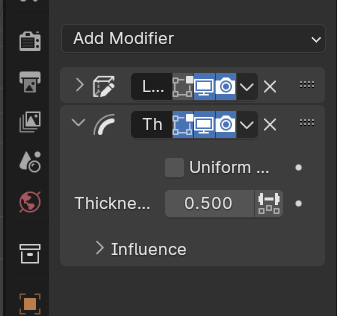 Add Modifier
L...
Th
Uniform ...
Thickne...
0.500
Influence